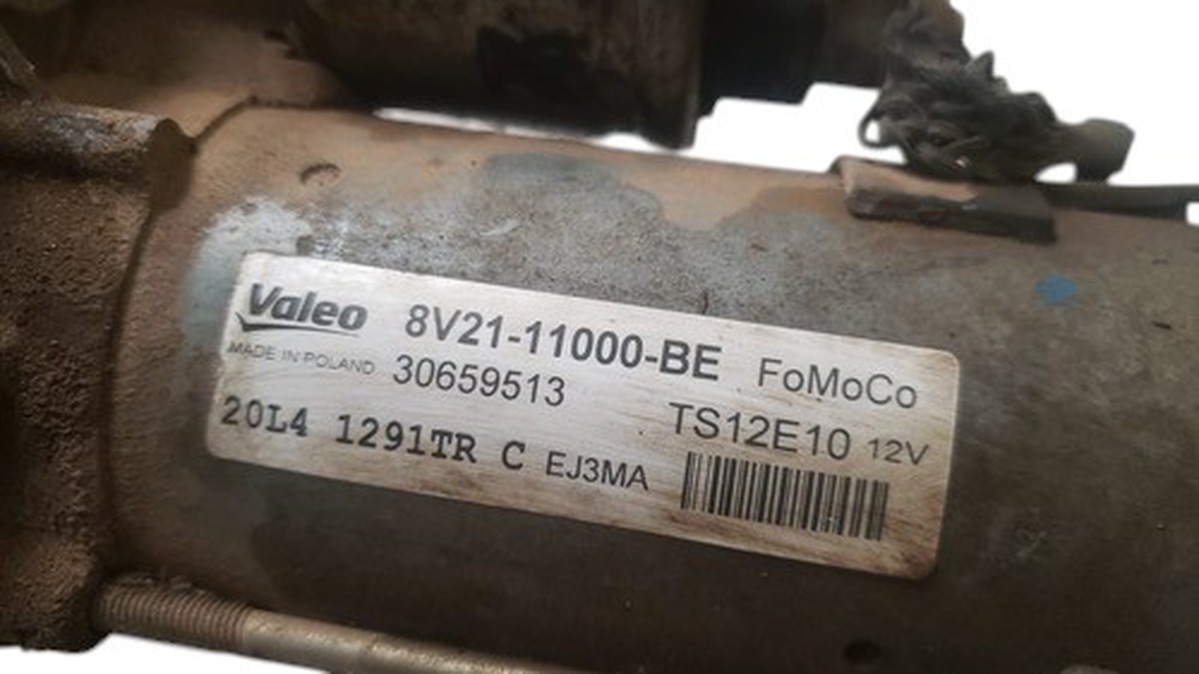 Valeo 8V21-11000-BE FoMoCo
MADE IN POLAND 30659513 TS12E10 12V
20L4 1291TR C EJ3MA